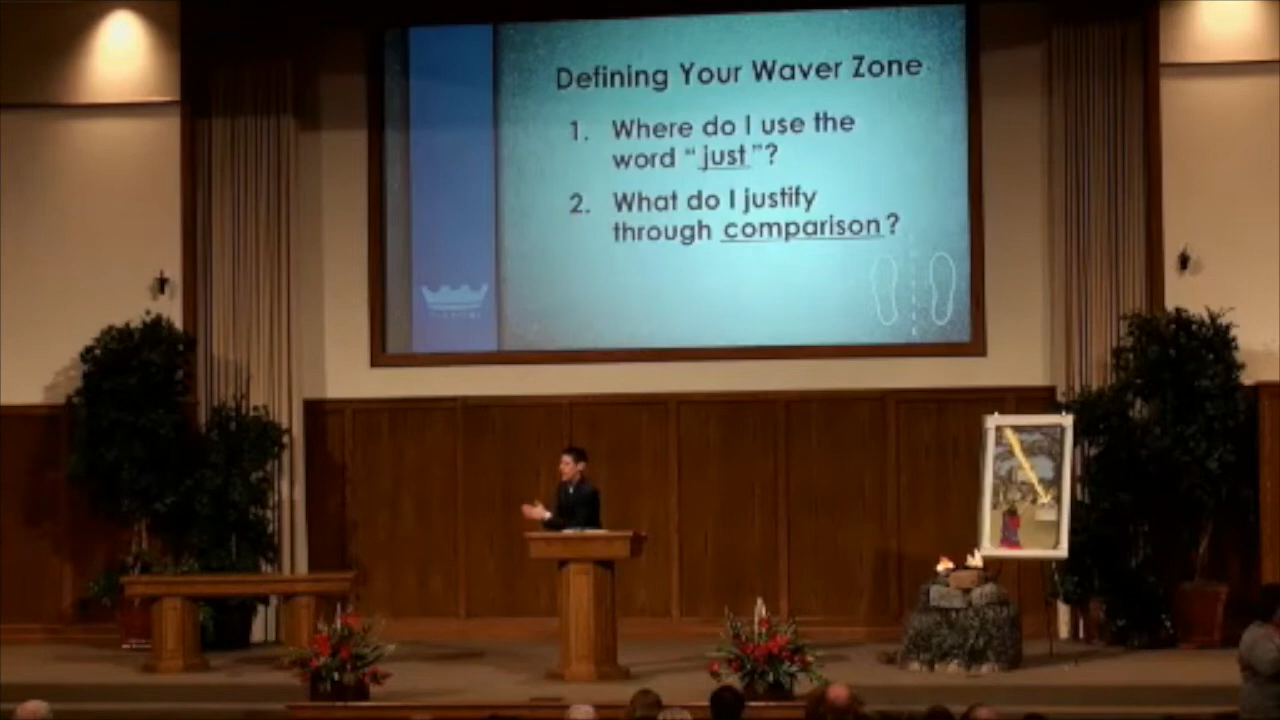 Defining Your Waver Zone
1. Where do I use the
word “just”?
2. What do I justify
through comparison?